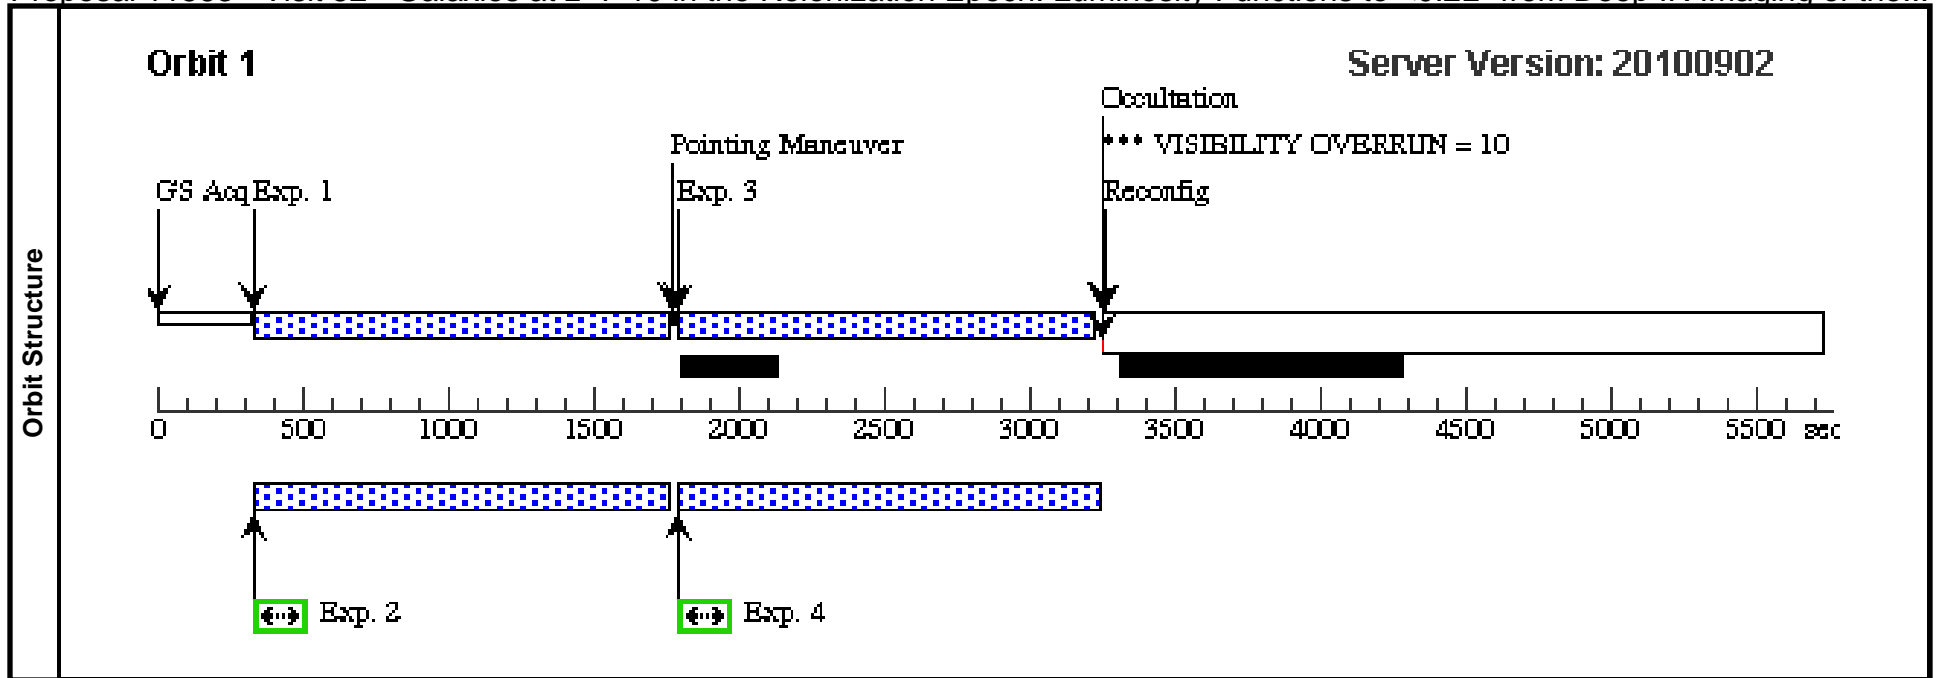 Orbit Structure
Orbit 1
Server Version: 20100902
Occultation
Pointing Maneuver
*** VISIBILITY OVERRUN = 10
GS Acq
Exp. 1
Exp. 3
Reconfig
0 500 1000 1500 2000 2500 3000 3500 4000 4500 5000 5500 sec
Exp. 2
Exp. 4